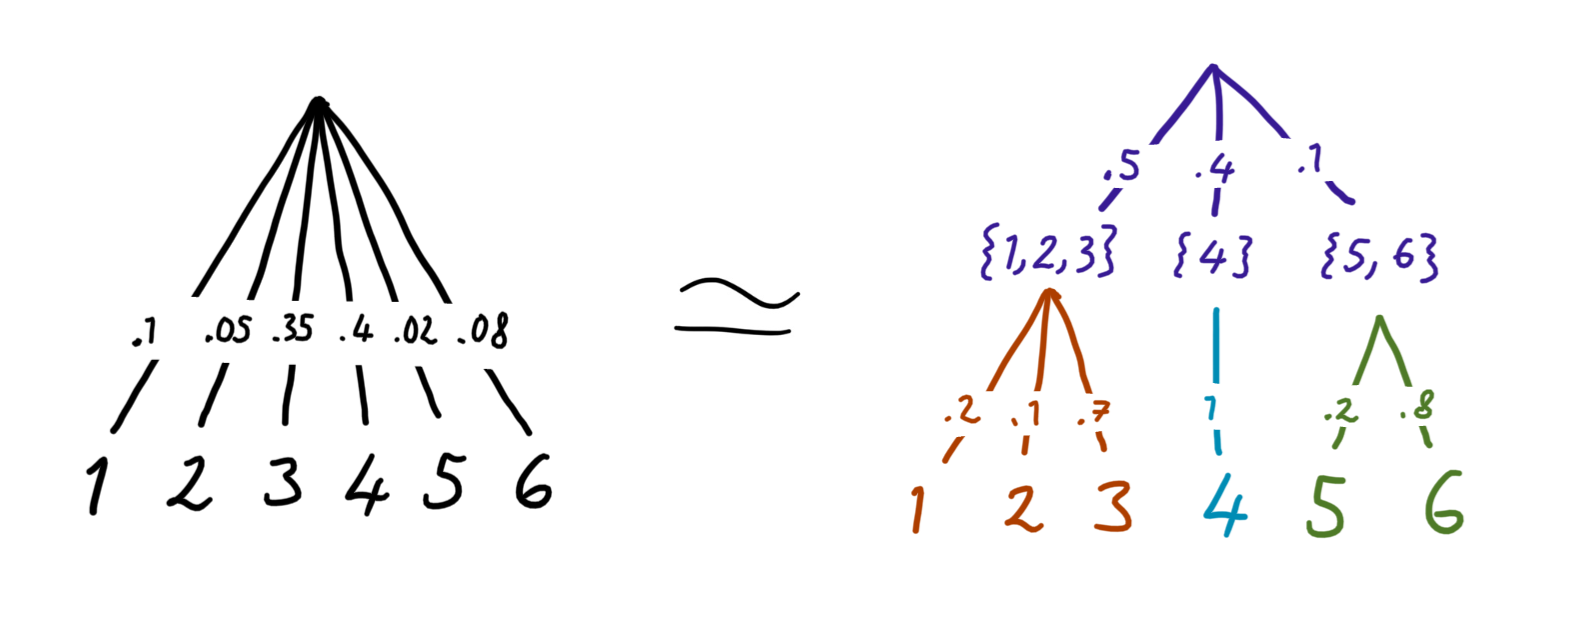 .1 .05 .35 .4 .02 .08
1 2 3 4 5 6
≃
.5 .4 .1
{1,2,3} {4} {5,6}
.2 .1 .7 1 .2 .8
1 2 3 4 5 6